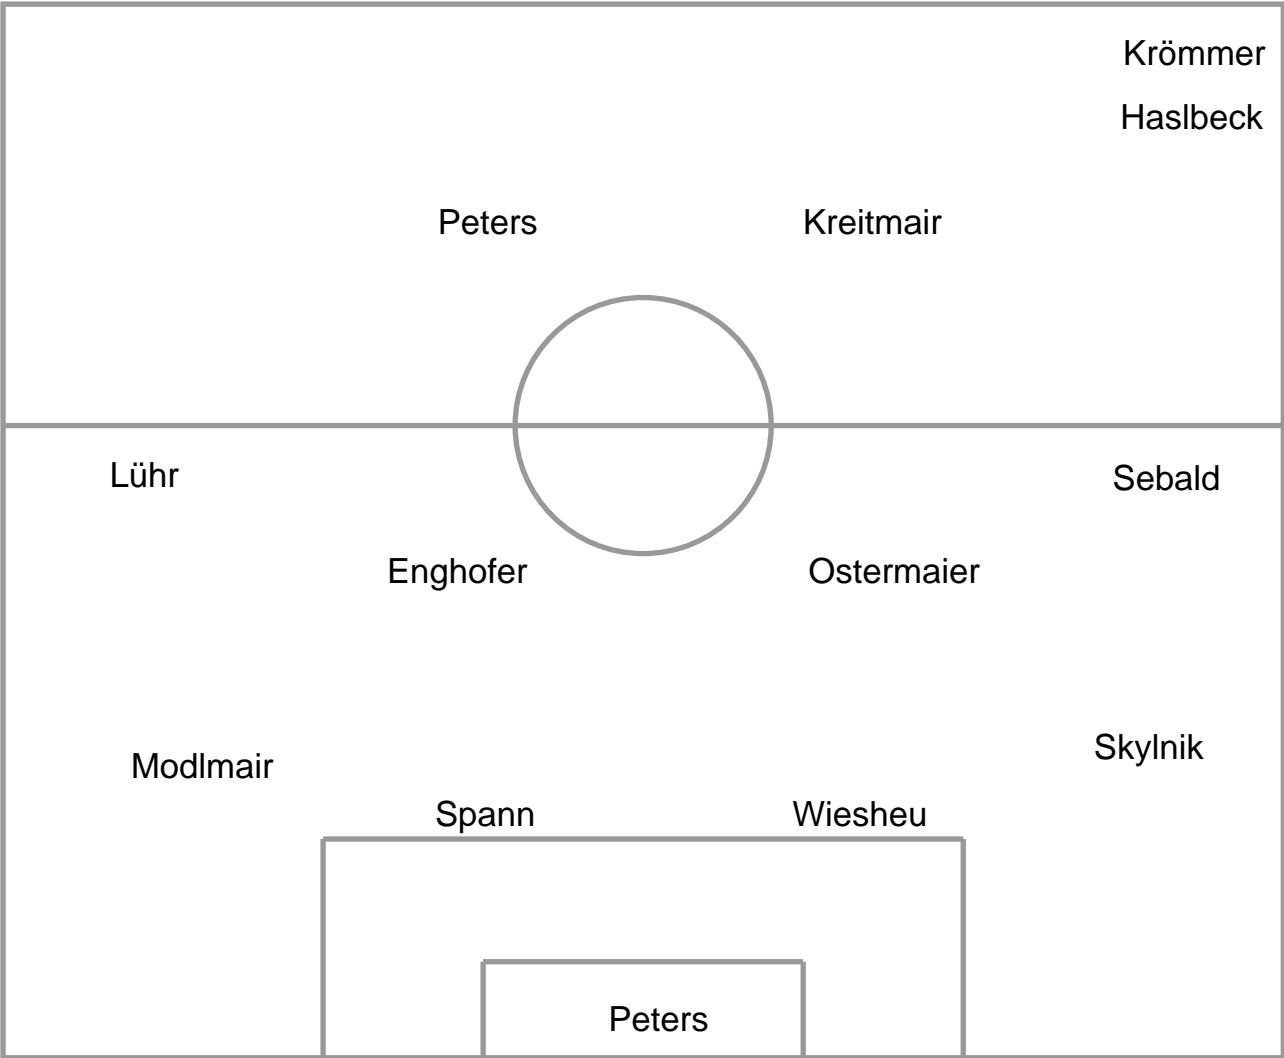 Krömmer
Haslbeck
Peters
Kreitmair
Lühr
Sebald
Enghofer
Ostermaier
Modlmair
Skylnik
Spann
Wiesheu
Peters